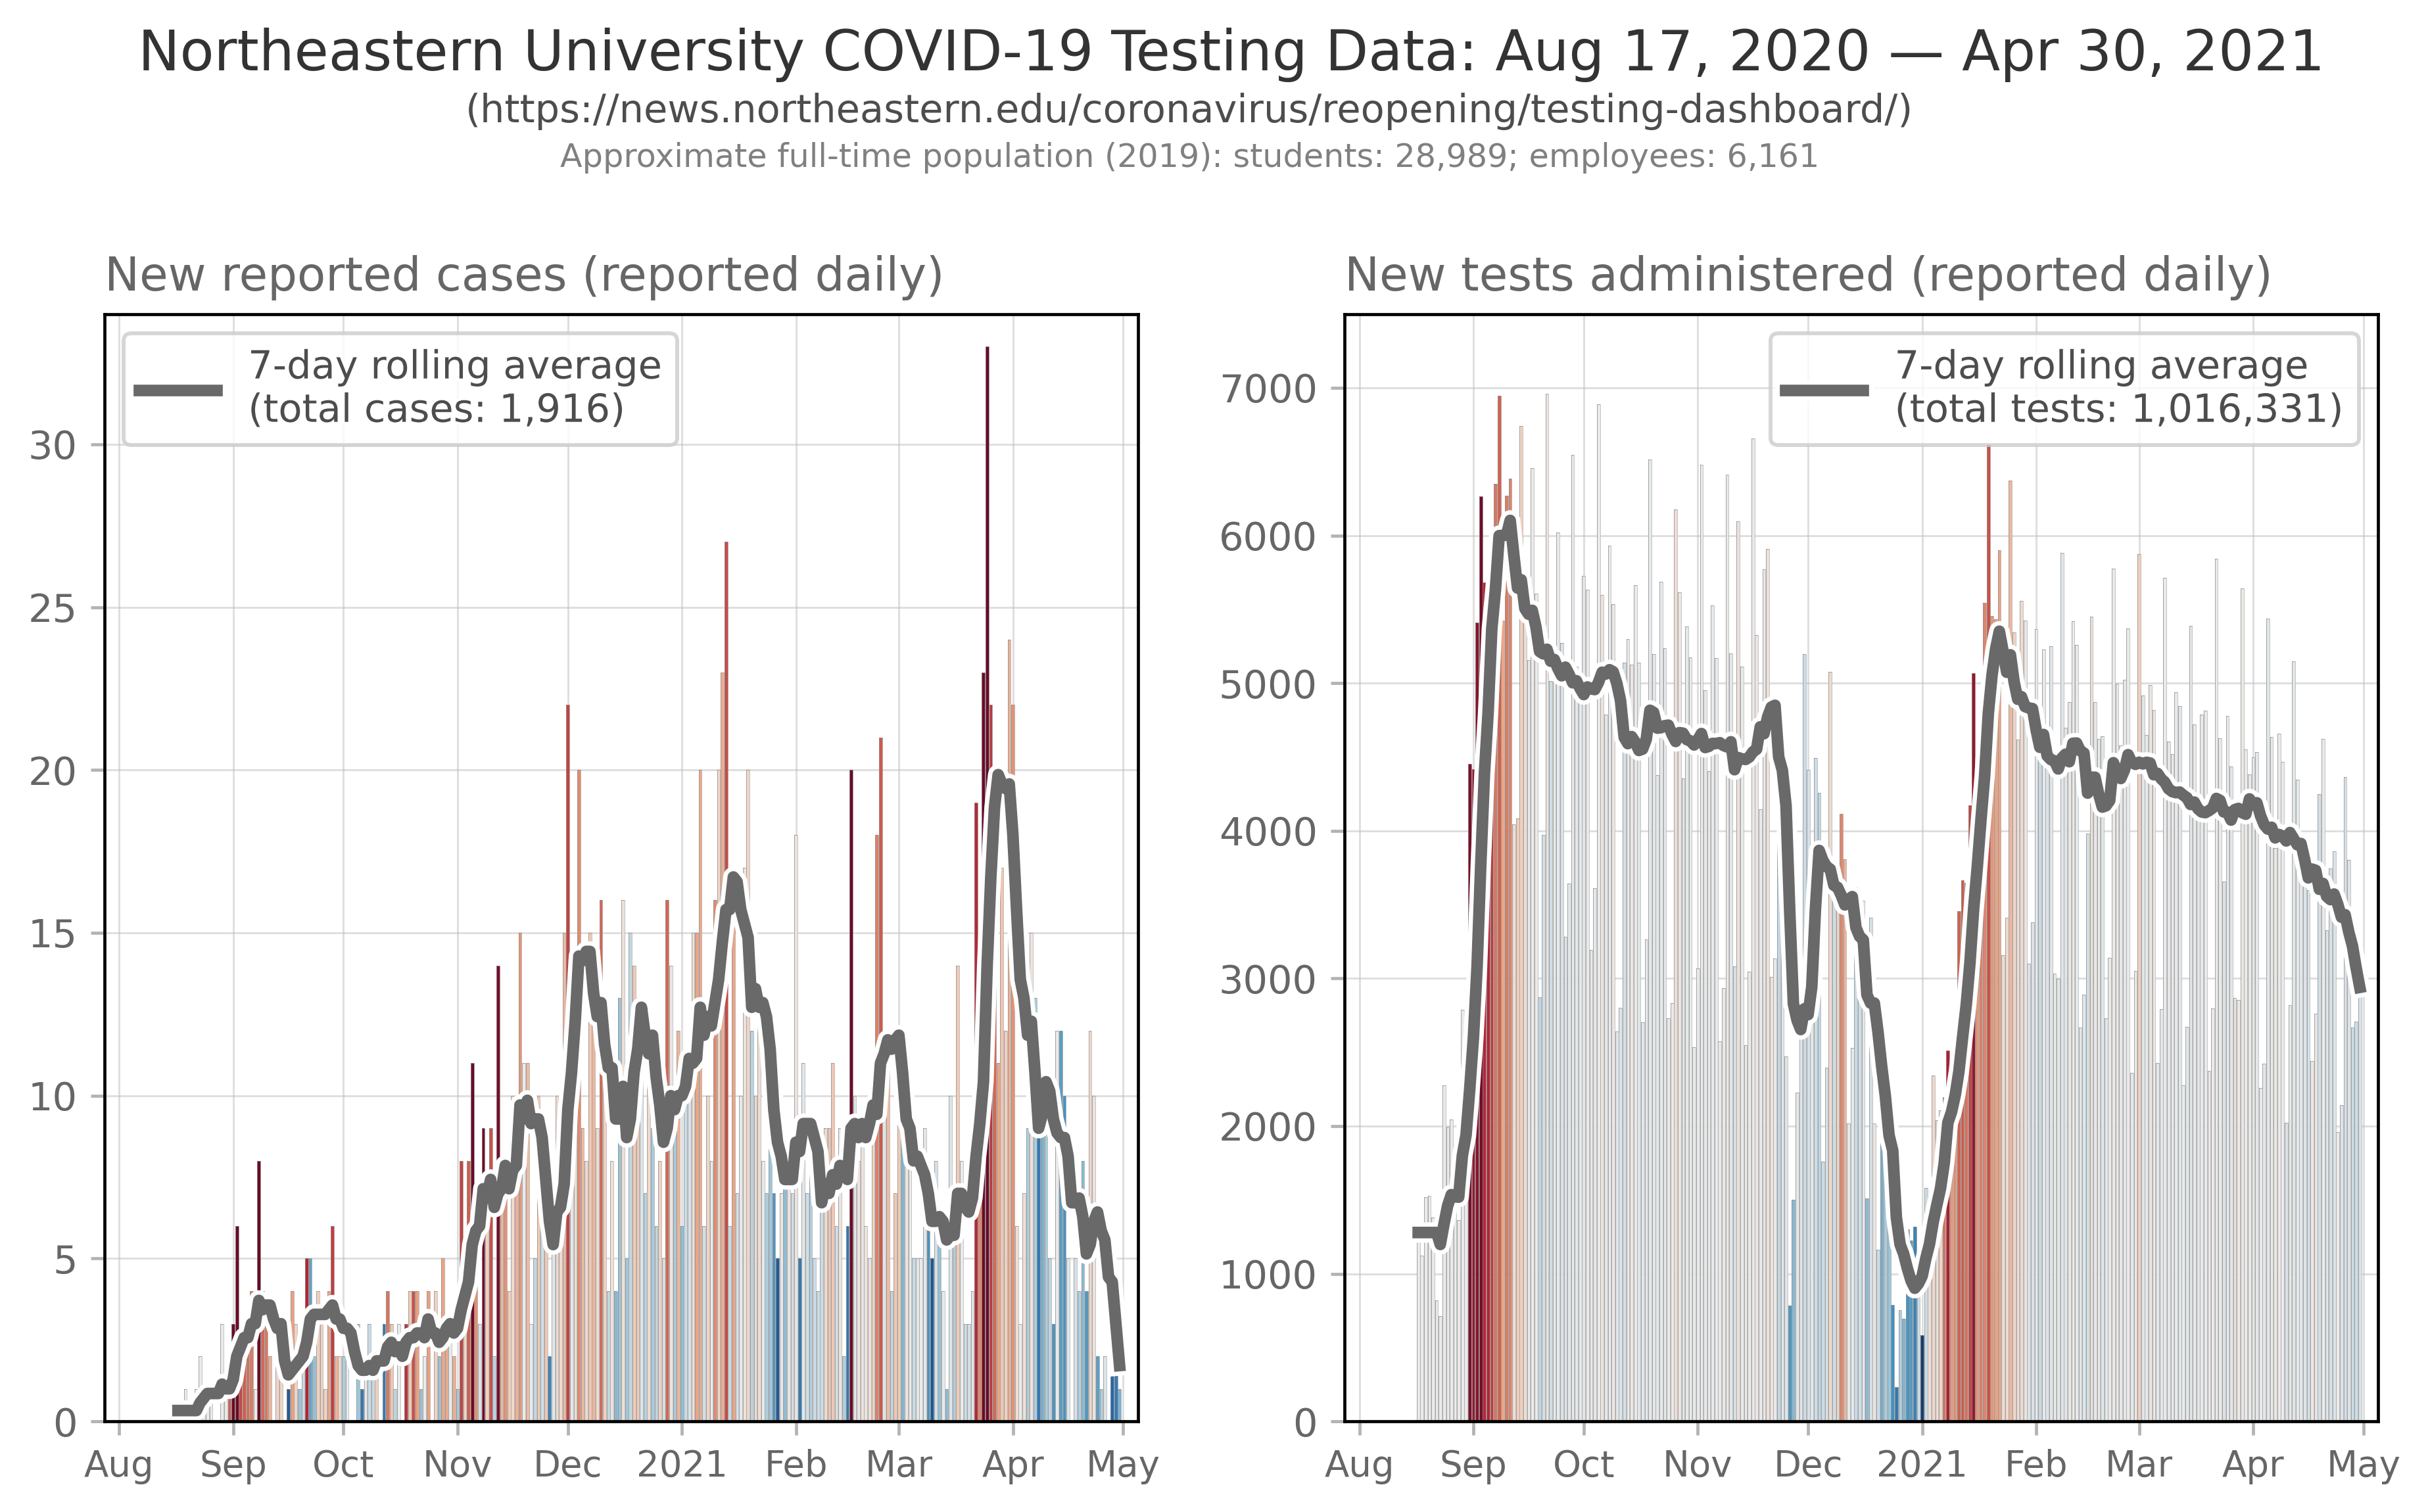 Northeastern University COVID-19 Testing Data: Aug 17, 2020 — Apr 30, 2021
(https://news.northeastern.edu/coronavirus/reopening/testing-dashboard/)
Approximate full-time population (2019): students: 28,989; employees: 6,161
New reported cases (reported daily)
7-day rolling average
(total cases: 1,916)
30
25
20
15
10
5
0
Aug Sep Oct Nov Dec 2021 Feb Mar Apr May
New tests administered (reported daily)
7-day rolling average
(total tests: 1,016,331)
7000
6000
5000
4000
3000
2000
1000
0
Aug Sep Oct Nov Dec 2021 Feb Mar Apr May